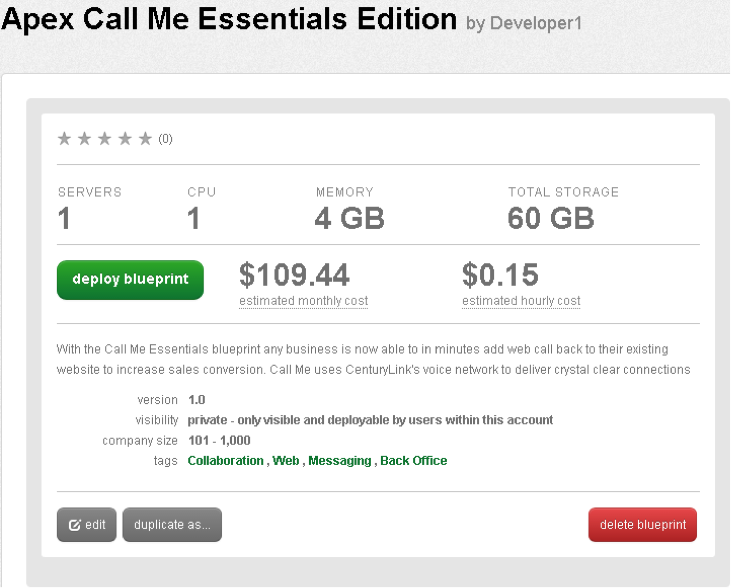 Apex Call Me Essentials Edition by Developer1
(0)
SERVERS CPU MEMORY TOTAL STORAGE
1 1 4 GB 60 GB
deploy blueprint $109.44 $0.15
estimated monthly cost estimated hourly cost
With the Call Me Essentials blueprint any business is now able to in minutes add web call back to their existing
website to increase sales conversion. Call Me uses CenturyLink's voice network to deliver crystal clear connections
version 1.0
visibility private - only visible and deployable by users within this account
company size 101 - 1,000
tags Collaboration , Web , Messaging , Back Office
edit duplicate as... delete blueprint